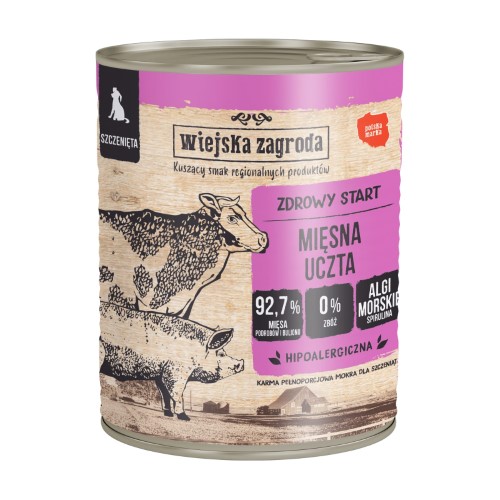 SZCZENIĘTA
Wiejska zagroda
Kuszący smak regionalnych produktów
polska
marka
ZDROWY START
MIĘSNA
UCZTA
92,7%
MIĘSA
PODROBÓW I BULIONU
0%
ZBÓŻ
ALGI
MORSKIE
SPIRULINA
HIPOALERGICZNA
KARMA PEŁNOPORCJOWA MOKRA DLA SZCZENIĄT